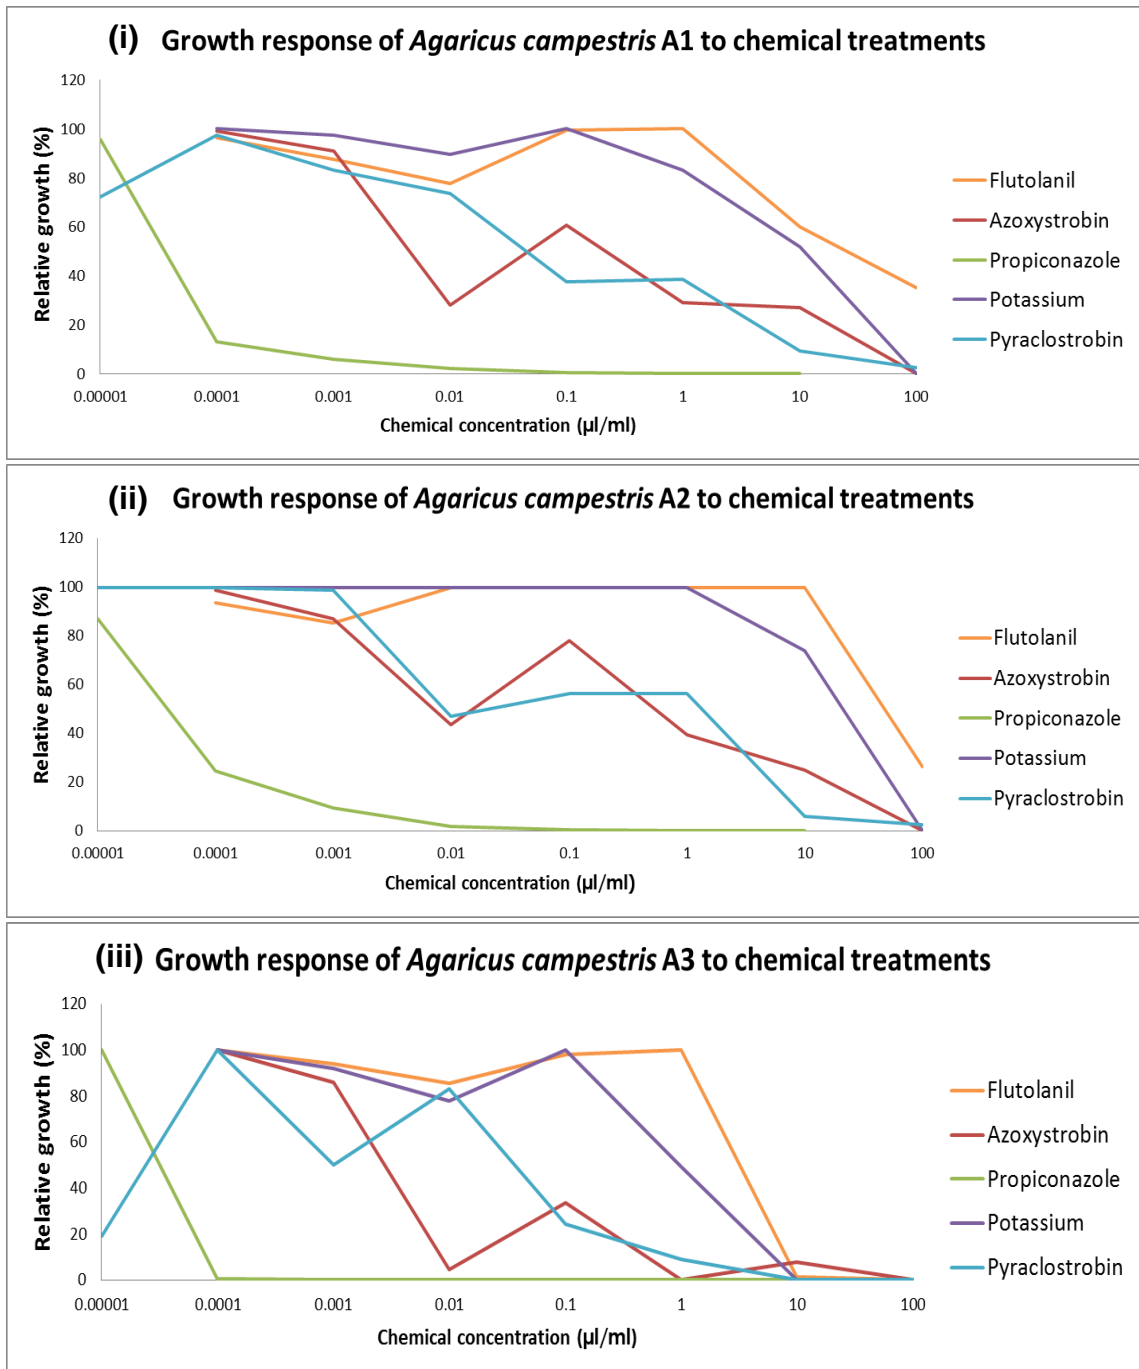 (i) Growth response of Agaricus campestris A1 to chemical treatments
120
100
80
60
40
20
0
Relative growth (%)
0.00001 0.0001 0.001 0.01 0.1 1 10 100
Chemical concentration (µl/ml)
Flutolanil
Azoxystrobin
Propiconazole
Potassium
Pyraclostrobin
(ii) Growth response of Agaricus campestris A2 to chemical treatments
120
100
80
60
40
20
0
Relative growth (%)
0.00001 0.0001 0.001 0.01 0.1 1 10 100
Chemical concentration (µl/ml)
Flutolanil
Azoxystrobin
Propiconazole
Potassium
Pyraclostrobin
(iii) Growth response of Agaricus campestris A3 to chemical treatments
120
100
80
60
40
20
0
Relative growth (%)
0.00001 0.0001 0.001 0.01 0.1 1 10 100
Chemical concentration (µl/ml)
Flutolanil
Azoxystrobin
Propiconazole
Potassium
Pyraclostrobin